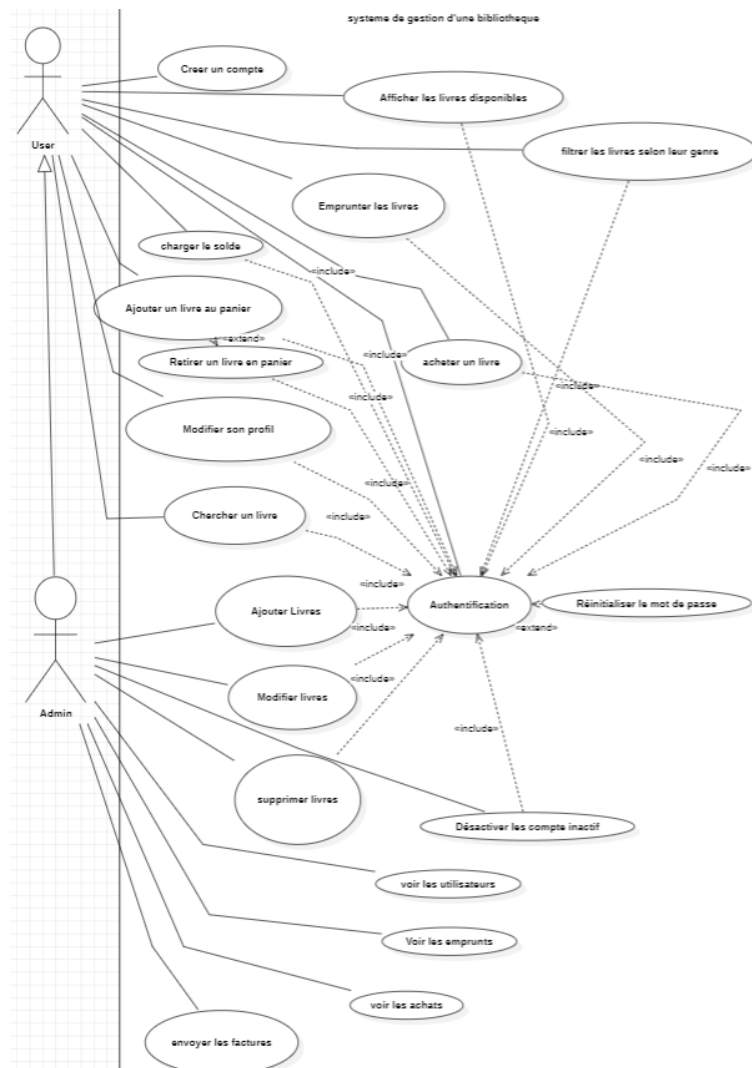 systeme de gestion d'une bibliotheque
Creer un compte
Afficher les livres disponibles
User
filtrer les livres selon leur genre
Emprunter les livres
charger le solde
«include»
Ajouter un livre au panier
«extend»
Retirer un livre en panier
«include»
acheter un livre
«include»
«include»
Modifier son profil
«include»
«include»
«include»
«include»
Chercher un livre
«include»
«include»
Ajouter Livres
Authentification
Réinitialiser le mot de passe
«include»
«extend»
«include»
Modifier livres
Admin
«include»
supprimer livres
Désactiver les compte inactif
voir les utilisateurs
Voir les emprunts
voir les achats
envoyer les factures